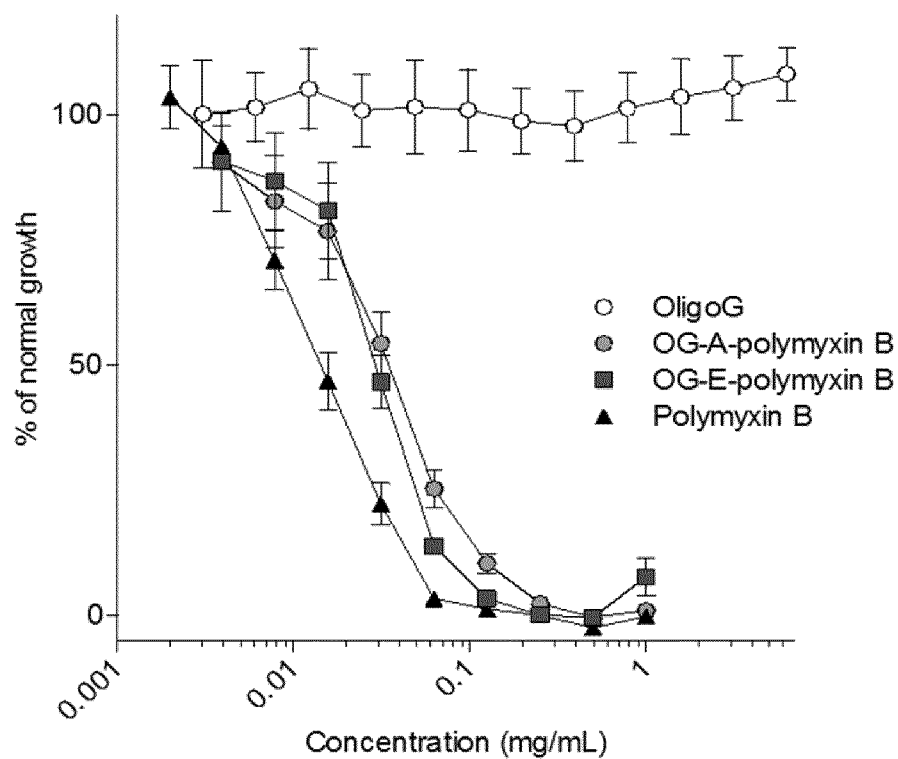 100
50
0
% of normal growth
OligoG
OG-A-polymyxin B
OG-E-polymyxin B
Polymyxin B
0.001
0.01
0.1
1
Concentration (mg/mL)